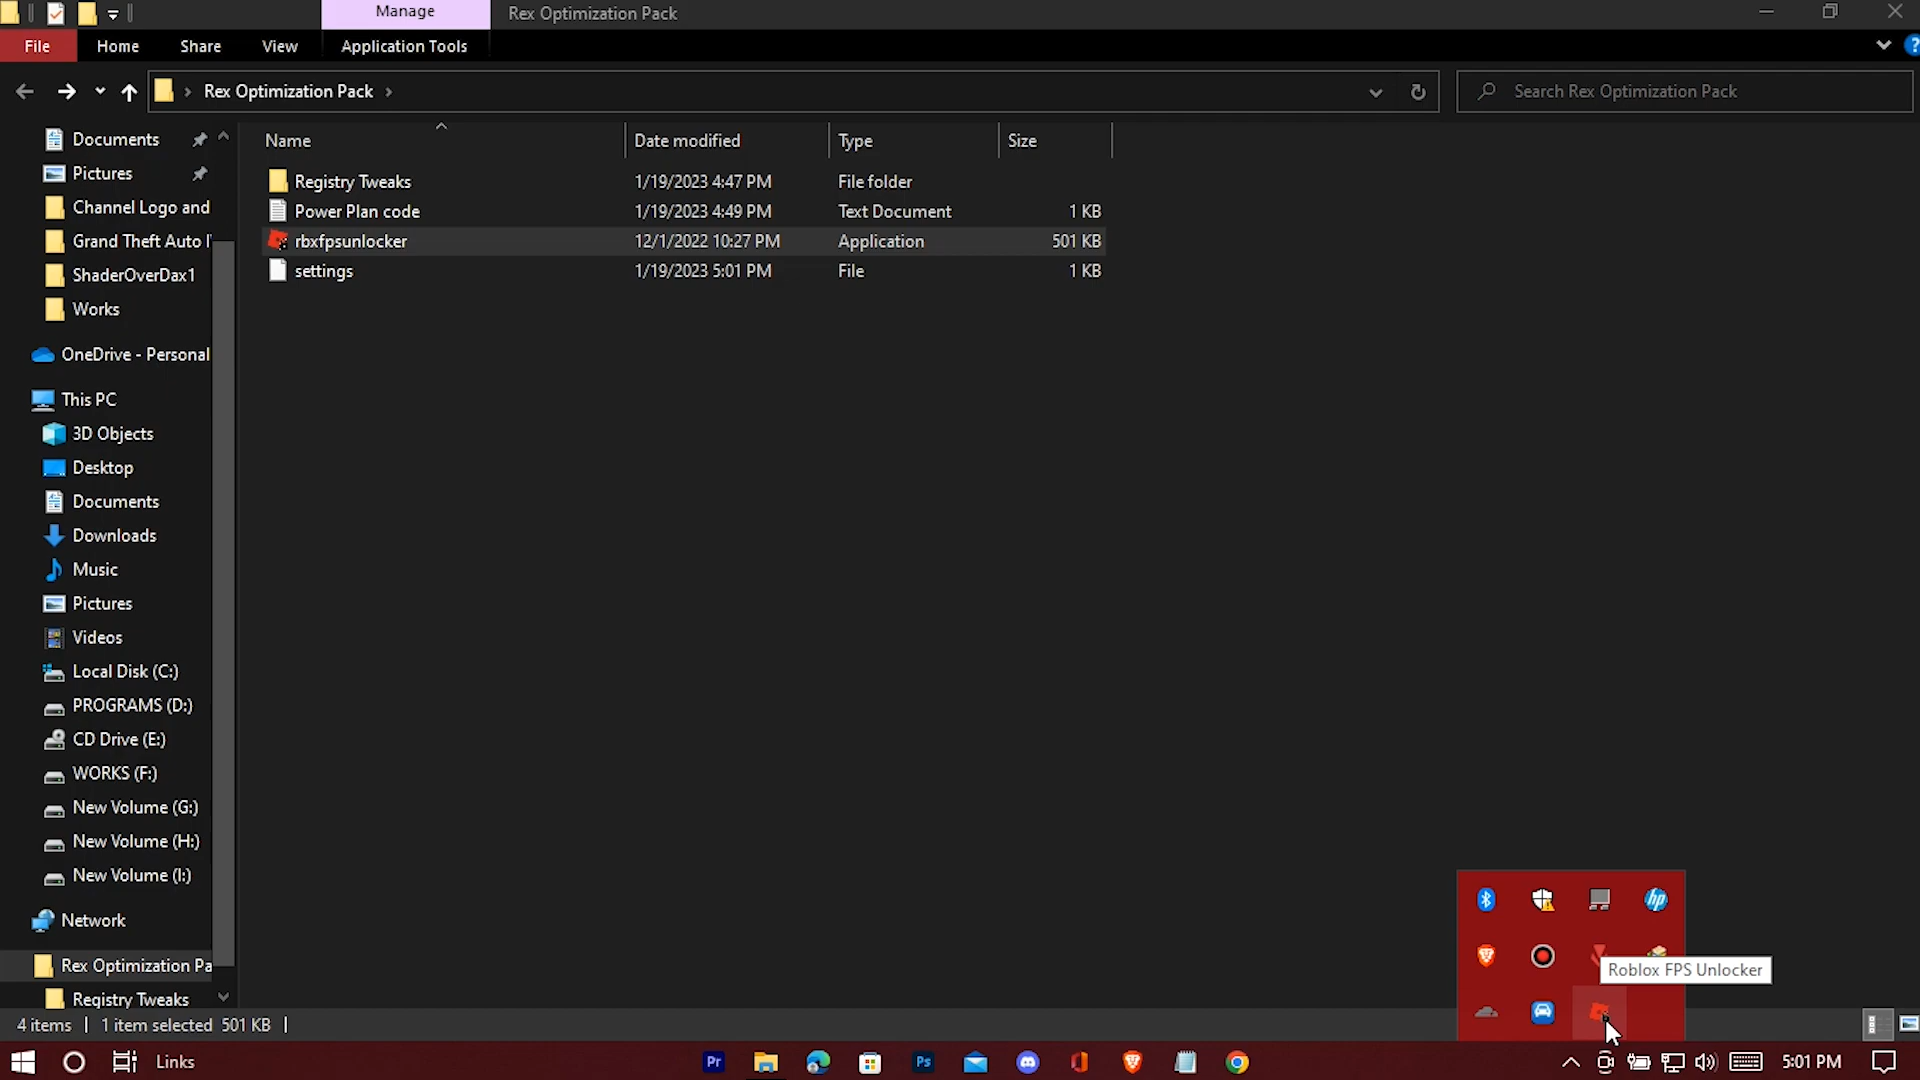 Manage
Rex Optimization Pack
File
Home
Share
View
Application Tools
Rex Optimization Pack
Search Rex Optimization Pack
Name
Date modified
Type
Size
Registry Tweaks
1/19/2023 4:47 PM
File folder
Power Plan code
1/19/2023 4:49 PM
Text Document
1 KB
rbxfpsunlocker
12/1/2022 10:27 PM
Application
501 KB
settings
1/19/2023 5:01 PM
File
1 KB
Documents
Pictures
Channel Logo and
Grand Theft Auto I
ShaderOverDax1
Works
OneDrive - Personal
This PC
3D Objects
Desktop
Documents
Downloads
Music
Pictures
Videos
Local Disk (C:)
PROGRAMS (D:)
CD Drive (E:)
WORKS (F:)
New Volume (G:)
New Volume (H:)
New Volume (I:)
Network
Rex Optimization Pa
Registry Tweaks
hp
Roblox FPS Unlocker
4 items
1 item selected 501 KB
Links
Pr
Ps
5:01 PM